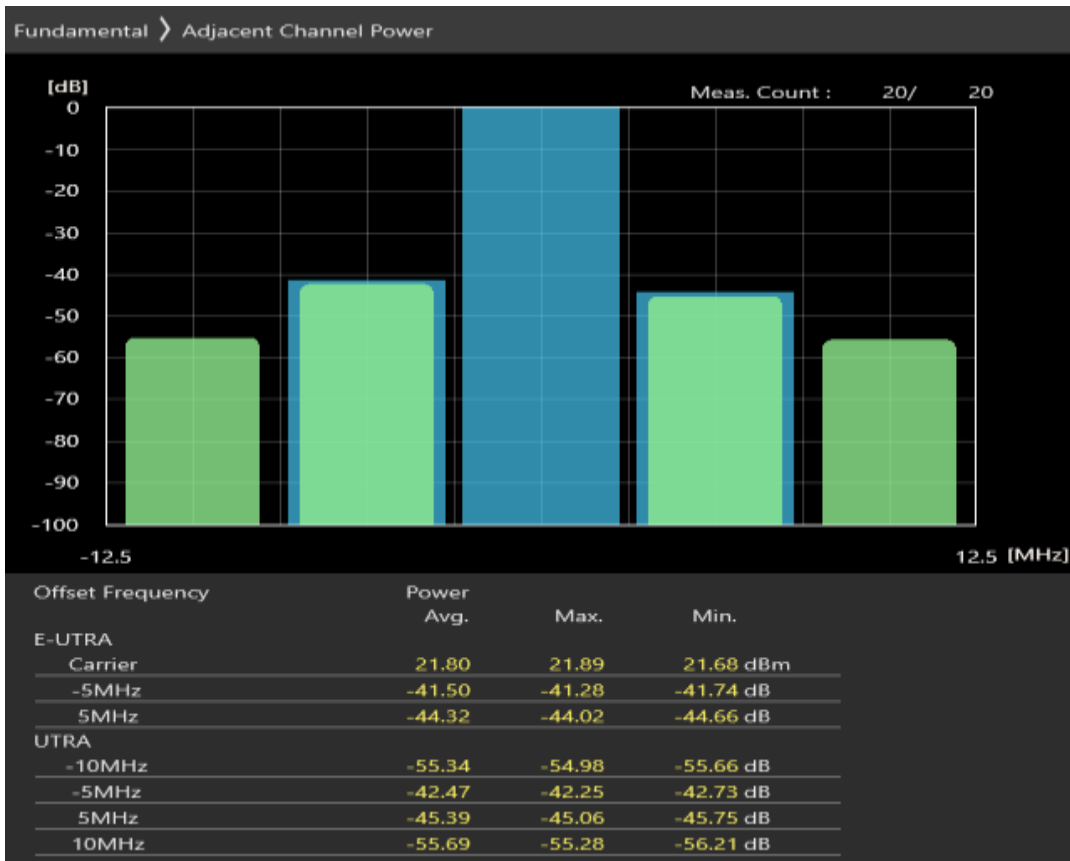 Fundamental 〉 Adjacent Channel Power
[dB]
Meas. Count : 20/ 20
0
-10
-20
-30
-40
-50
-60
-70
-80
-90
-100
-12.5 12.5 [MHz]
Offset Frequency Power
Avg. Max. Min.
E-UTRA
Carrier 21.80 21.89 21.68 dBm
-5MHz -41.50 -41.28 -41.74 dB
5MHz -44.32 -44.02 -44.66 dB
UTRA
-10MHz -55.34 -54.98 -55.66 dB
-5MHz -42.47 -42.25 -42.73 dB
5MHz -45.39 -45.06 -45.75 dB
10MHz -55.69 -55.28 -56.21 dB